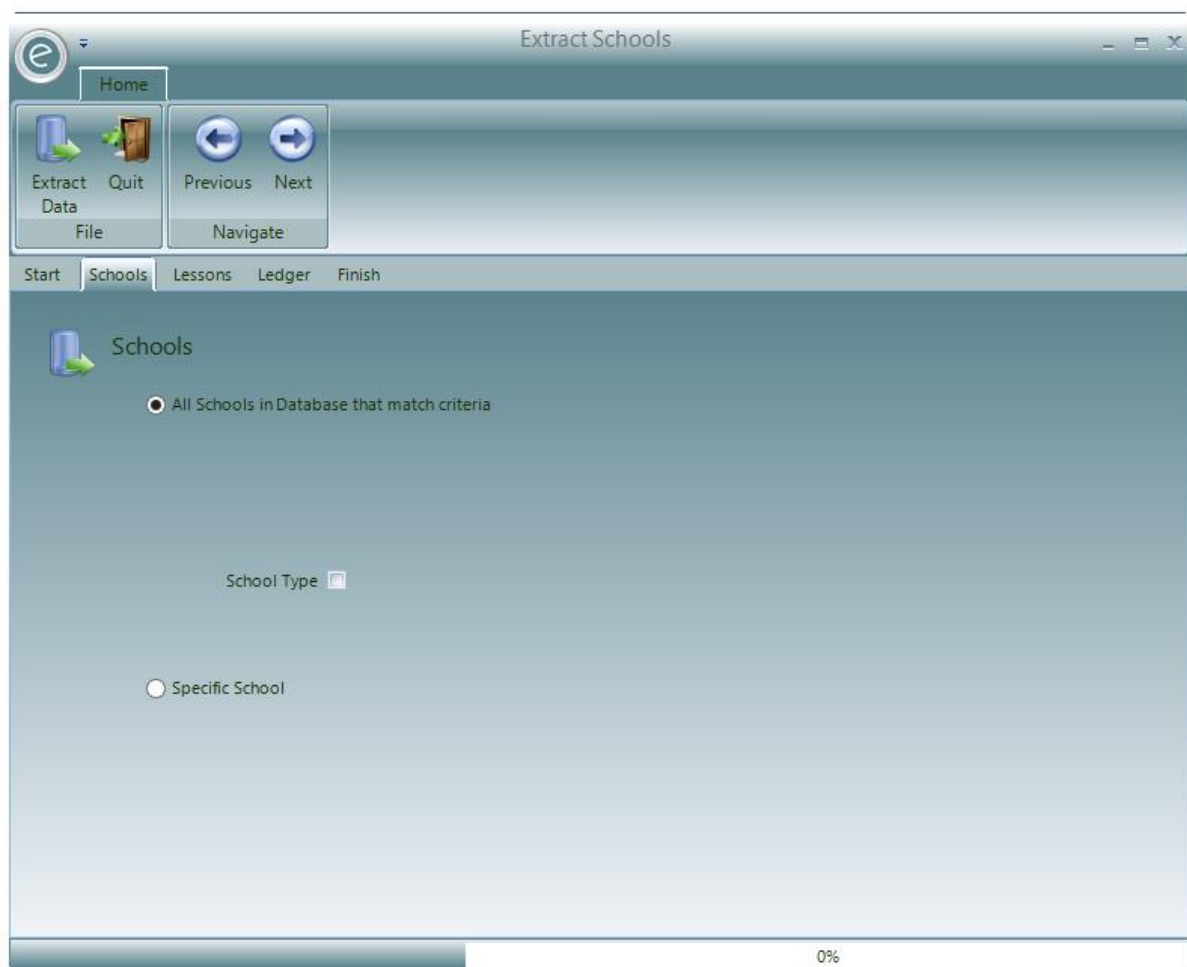 Extract Schools
Home
Extract Data
Quit
Previous
Next
File
Navigate
Start Schools Lessons Ledger Finish
Schools
All Schools in Database that match criteria
School Type
Specific School
0%